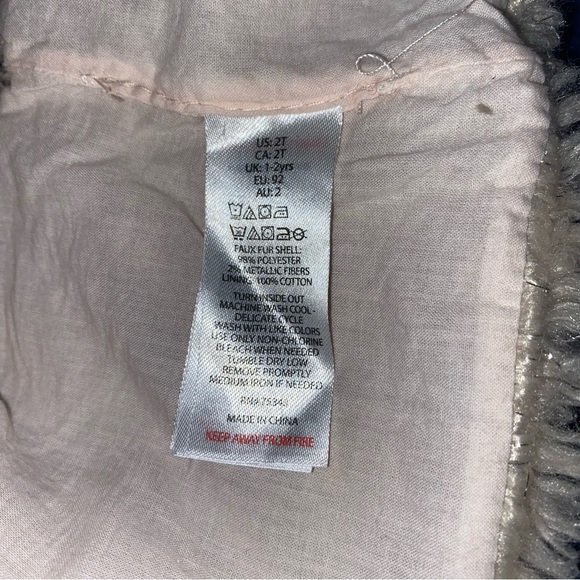 US: 2T
CA: 2T
UK: 1-2yrs
EU: 92
AU: 2
FAUX FUR SHELL:
98% POLYESTER
2% METALLIC FIBERS
LINING: 100% COTTON
TURN INSIDE OUT
MACHINE WASH COOL -
DELICATE CYCLE
WASH WITH LIKE COLORS
USE ONLY NON-CHLORINE
BLEACH WHEN NEEDED
TUMBLE DRY LOW
REMOVE PROMPTLY
MEDIUM IRON IF NEEDED
RN# 75343
MADE IN CHINA
KEEP AWAY FROM FIRE